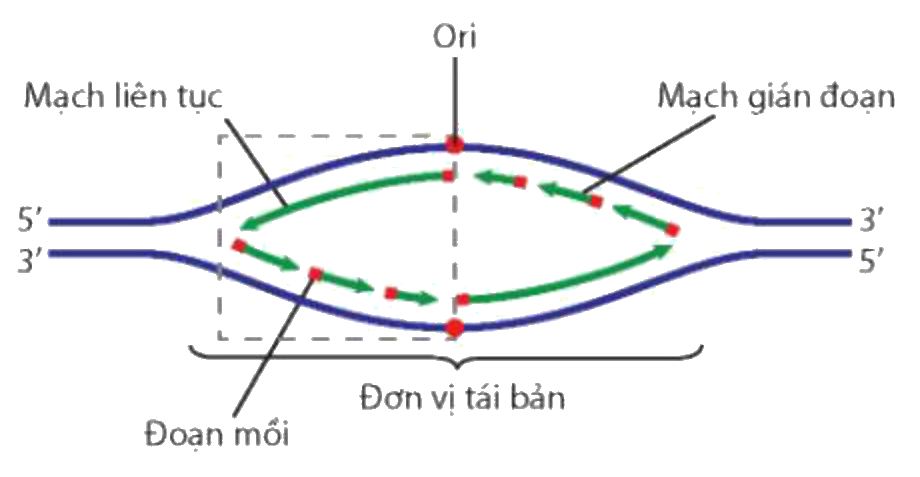 Ori
Mạch liên tục
Mạch gián đoạn
5′
3′
3′
5′
Đơn vị tái bản
Đoạn mồi